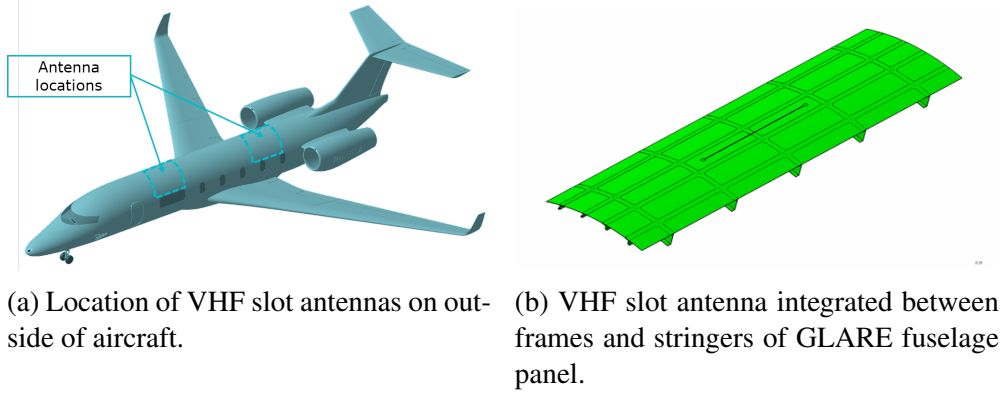 Antenna
locations
(a) Location of VHF slot antennas on out-
side of aircraft.
(b) VHF slot antenna integrated between
frames and stringers of GLARE fuselage
panel.